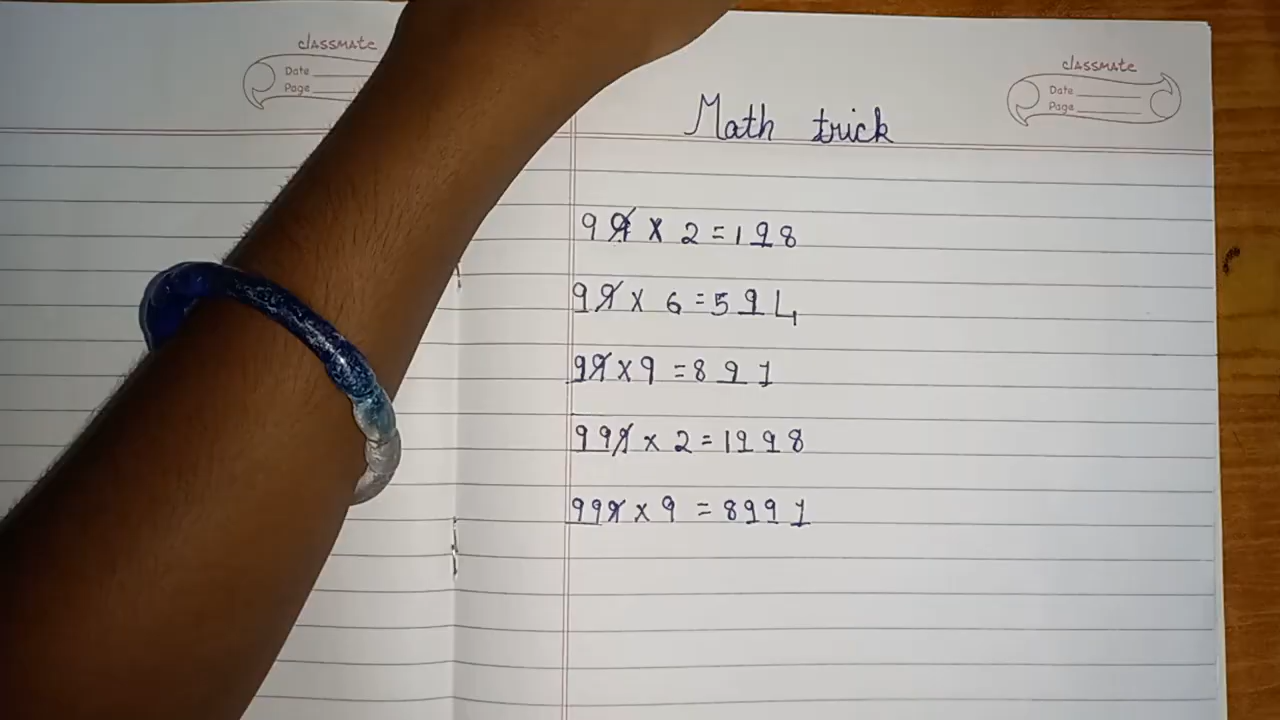 classmate
Date
Page
classmate
Date
Page
Math trick
99 x 2 = 198
99 x 6 = 594
99 x 9 = 891
999 x 2 = 1998
999 x 9 = 8991